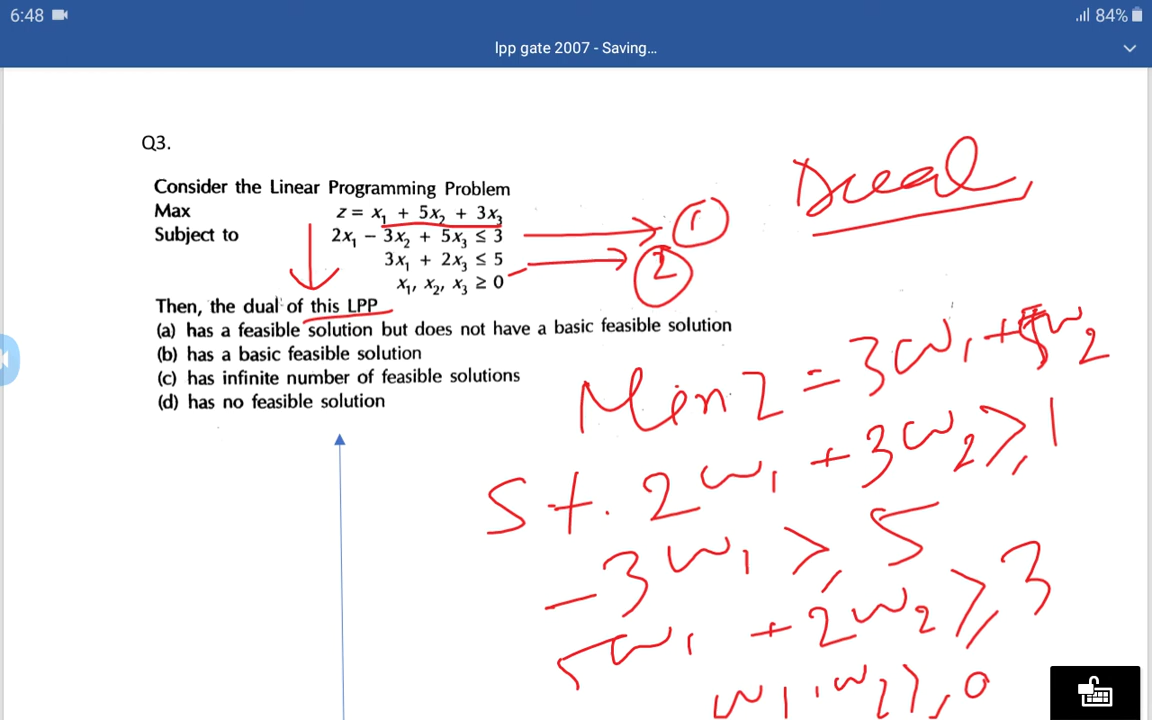 6:48
84%
lpp gate 2007 - Saving...
Q3.
Consider the Linear Programming Problem
Max z = x₁ + 5x₂ + 3x₃
Subject to 2x₁ − 3x₂ + 5x₃ ≤ 3
3x₁ + 2x₃ ≤ 5
x₁, x₂, x₃ ≥ 0
Then, the dual of this LPP
(a) has a feasible solution but does not have a basic feasible solution
(b) has a basic feasible solution
(c) has infinite number of feasible solutions
(d) has no feasible solution
1
2
Dual
Min Z = 3w₁ + 5w₂
St. 2w₁ + 3w₂ ≥ 1
−3w₁ ≥ 5
5w₁ + 2w₂ ≥ 3
w₁, w₂ ≥ 0